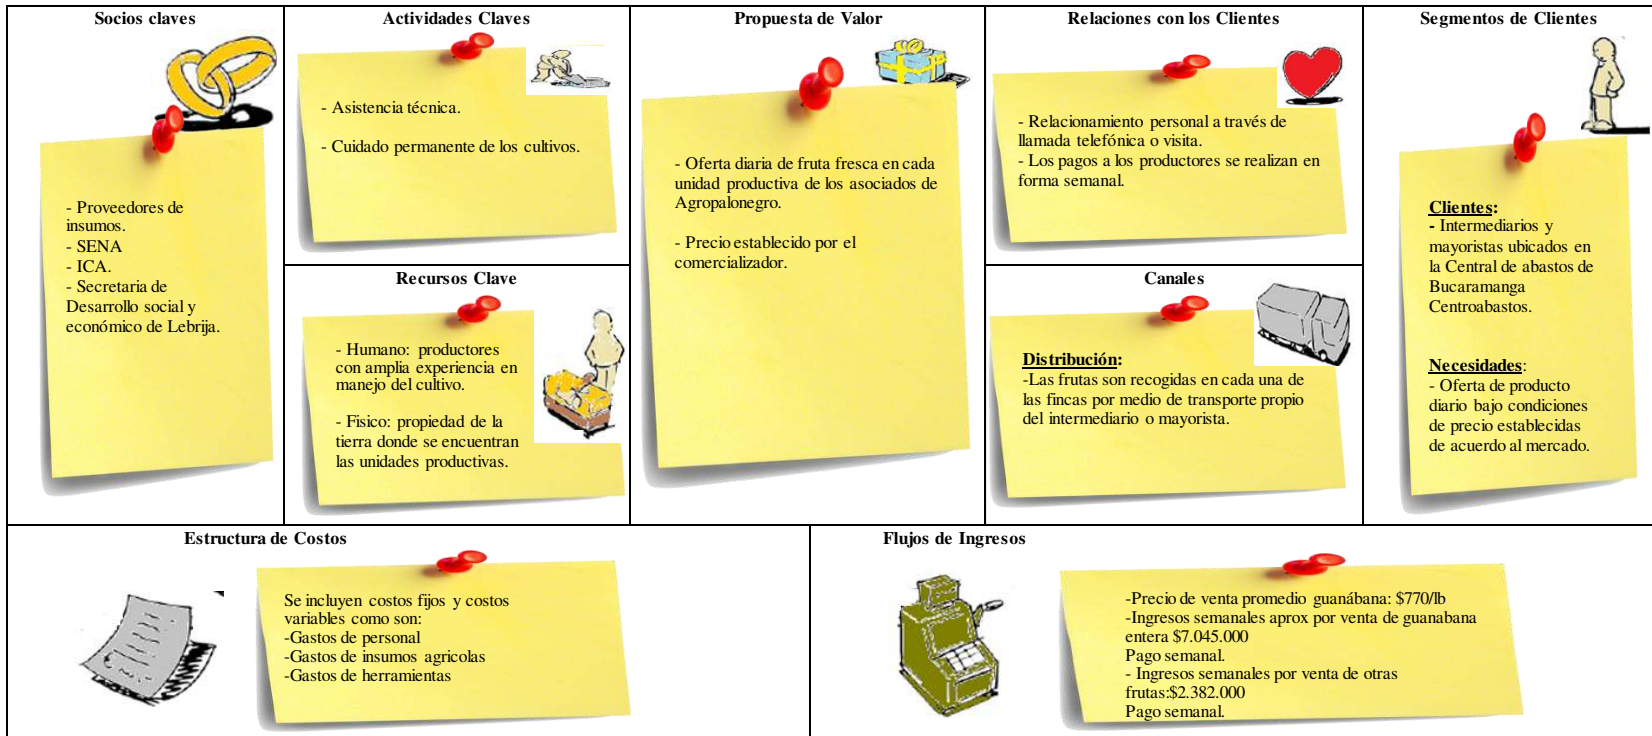 Socios claves
- Proveedores de
insumos.
- SENA
- ICA.
- Secretaria de
Desarrollo social y
económico de Lebrija.
Actividades Claves
- Asistencia técnica.
- Cuidado permanente de los cultivos.
Recursos Clave
- Humano: productores
con amplia experiencia en
manejo del cultivo.
- Fisico: propiedad de la
tierra donde se encuentran
las unidades productivas.
Propuesta de Valor
- Oferta diaria de fruta fresca en cada
unidad productiva de los asociados de
Agropalonegro.
- Precio establecido por el
comercializador.
Relaciones con los Clientes
- Relacionamiento personal a través de
llamada telefónica o visita.
- Los pagos a los productores se realizan en
forma semanal.
Canales
Distribución:
-Las frutas son recogidas en cada una de
las fincas por medio de transporte propio
del intermediario o mayorista.
Segmentos de Clientes
Clientes:
- Intermediarios y
mayoristas ubicados en
la Central de abastos de
Bucaramanga
Centroabastos.
Necesidades:
- Oferta de producto
diario bajo condiciones
de precio establecidas
de acuerdo al mercado.
Estructura de Costos
Se incluyen costos fijos y costos
variables como son:
-Gastos de personal
-Gastos de insumos agricolas
-Gastos de herramientas
Flujos de Ingresos
-Precio de venta promedio guanábana: $770/lb
-Ingresos semanales aprox por venta de guanabana
entera $7.045.000
Pago semanal.
- Ingresos semanales por venta de otras
frutas:$2.382.000
Pago semanal.